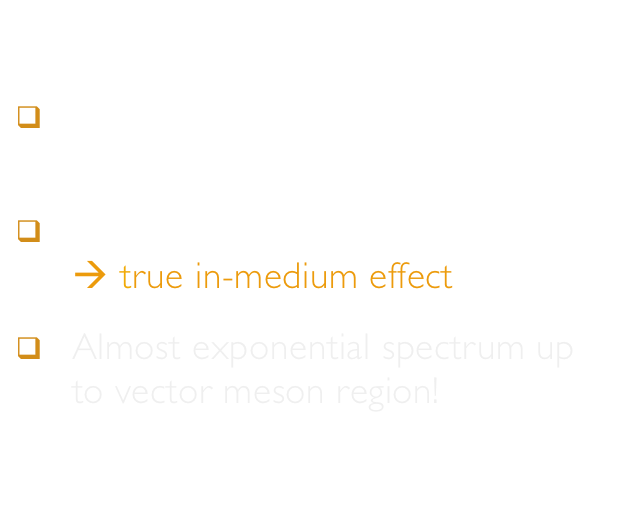 ❑
❑
→ true in-medium effect
❑ Almost exponential spectrum up
to vector meson region!